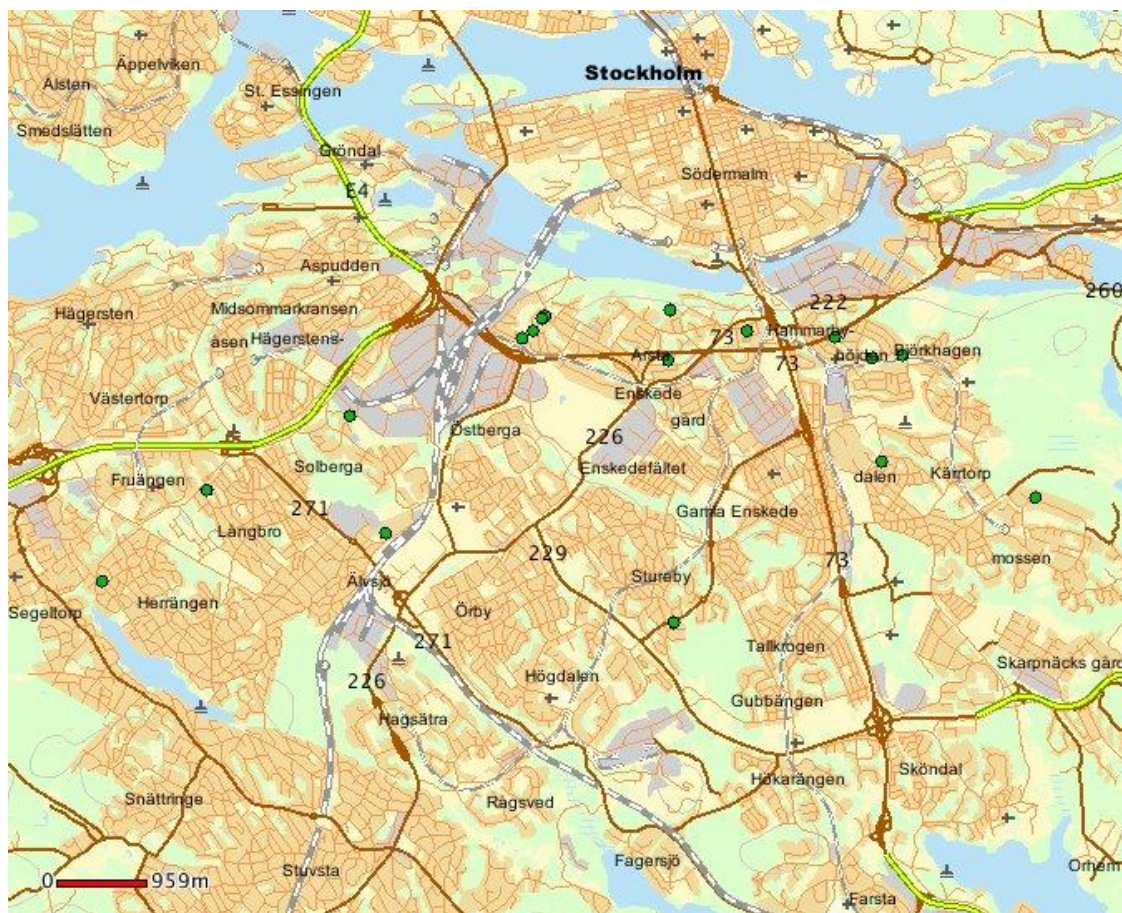 Äppelviken
Alsten
St. Essingen
Stockholm
Smedslätten
Gröndal
Södermalm
E4
Aspudden
260
Hägersten
Midsommarkransen
222
Hägerstens-
åsen
73
Hammarby-
höjden
Björkhagen
Årsta
73
Västertorp
Enskede
gård
Östberga
226
Solberga
Enskedefältet
Fruängen
dalen
Kärrtorp
271
Långbro
Gamla Enskede
229
73
mossen
Älvsjö
Stureby
Segeltorp
Herrängen
Örby
271
Tallkrogen
Skarpnäcks gård
226
Högdalen
Gubbängen
Hagsätra
Sköndal
Hökarängen
Snättringe
Rågsved
Fagersjö
Stuvsta
Orhem
0 959m
Farsta